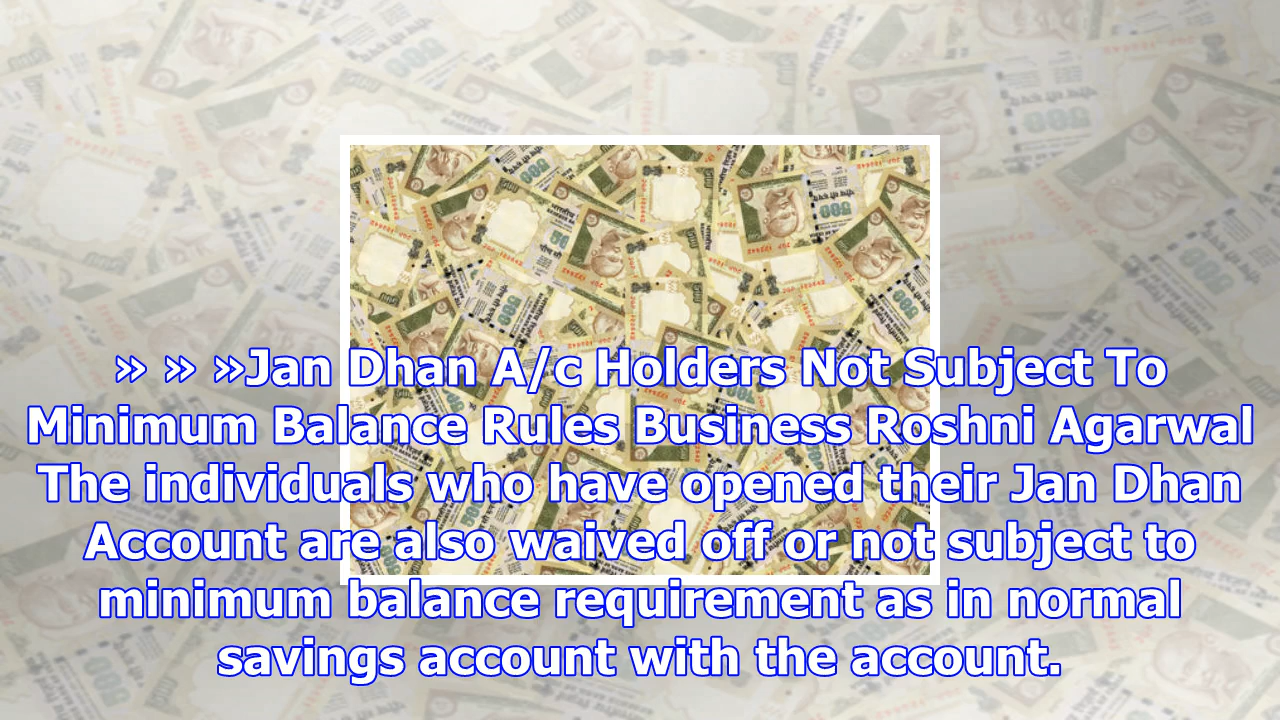 » » »Jan Dhan A/c Holders Not Subject To
Minimum Balance Rules Business Roshni Agarwal
The individuals who have opened their Jan Dhan
Account are also waived off or not subject to
minimum balance requirement as in normal
savings account with the account.